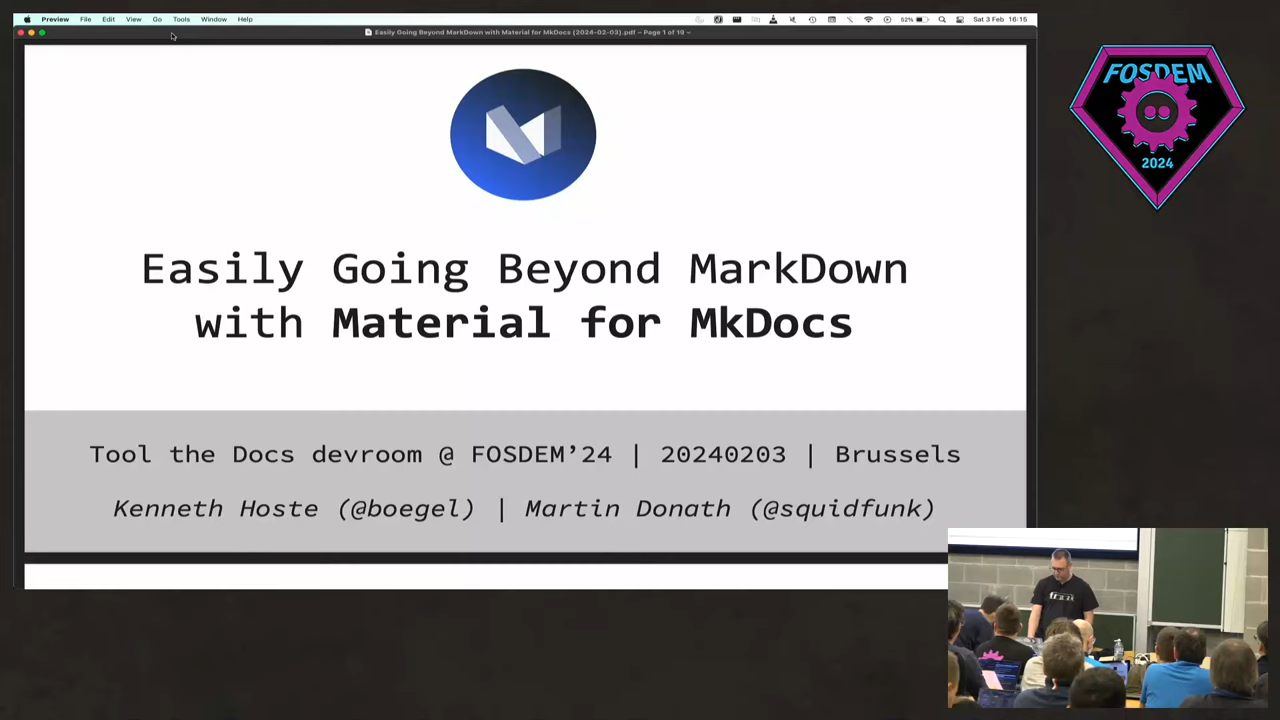 Preview File Edit View Go Tools Window Help 52% Sat 3 Feb 16:15
Easily Going Beyond MarkDown with Material for MkDocs (2024-02-03).pdf – Page 1 of 19
FOSDEM
2024
Easily Going Beyond MarkDown
with Material for MkDocs
Tool the Docs devroom @ FOSDEM’24 | 20240203 | Brussels
Kenneth Hoste (@boegel) | Martin Donath (@squidfunk)